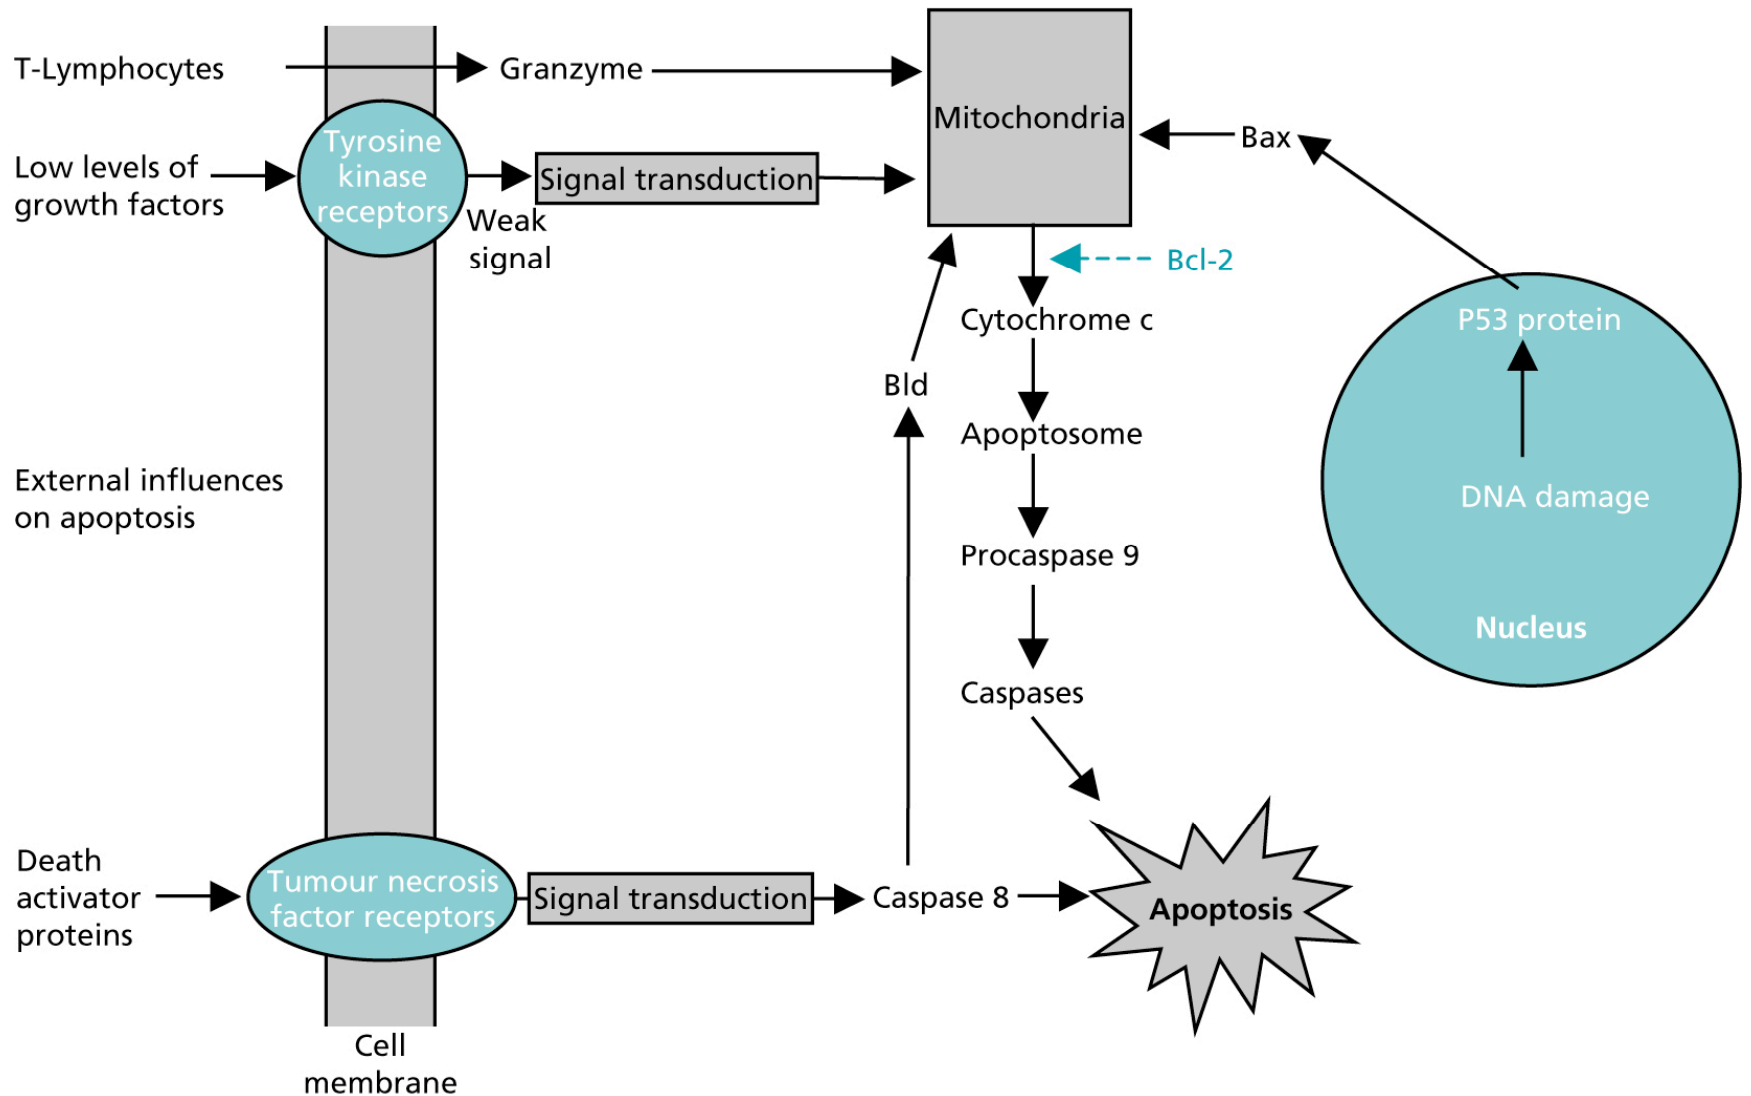 T-Lymphocytes
Granzyme
Mitochondria
Bax
Tyrosine
kinase
receptors
Low levels of
growth factors
Signal transduction
Weak
signal
Bcl-2
Cytochrome c
P53 protein
Bld
Apoptosome
External influences
on apoptosis
DNA damage
Procaspase 9
Nucleus
Caspases
Death
activator
proteins
Tumour necrosis
factor receptors
Signal transduction
Caspase 8
Apoptosis
Cell
membrane